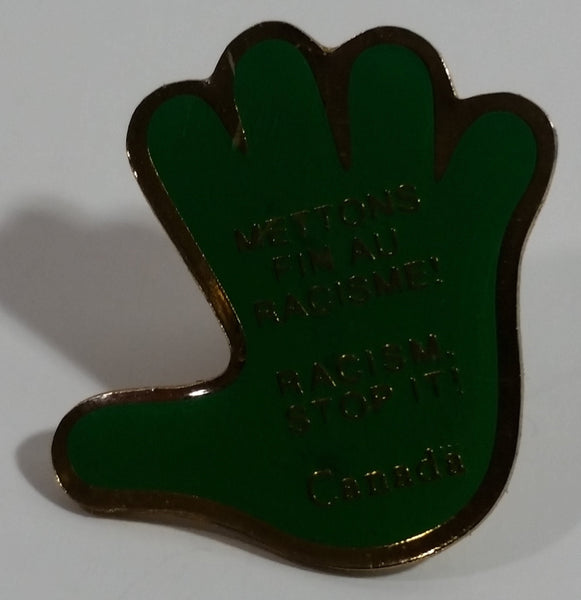 METTONS
FIN AU
RACISME!
RACISM.
STOP IT!
Canada